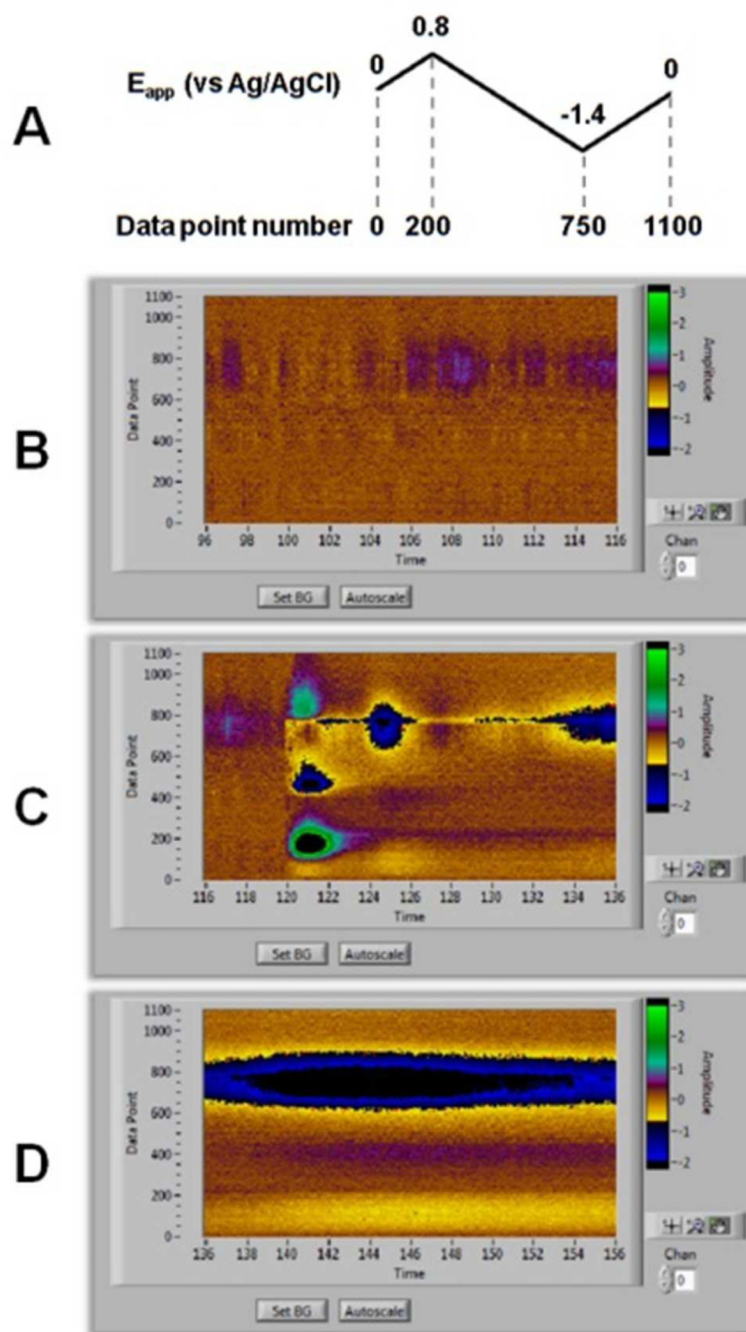 0.8
0 0
E app (vs Ag/AgCl)
-1.4
A
Data point number 0 200 750 1100
B
1100
1000
800
600
400
200
0
Data Point
96 98 100 102 104 106 108 110 112 114 116
Time
3
2
1
0
-1
-2
Amplitude
Chan
0
Set BG Autoscale
C
1100
1000
800
600
400
200
0
Data Point
116 118 120 122 124 126 128 130 132 134 136
Time
3
2
1
0
-1
-2
Amplitude
Chan
0
Set BG Autoscale
D
1100
1000
800
600
400
200
0
Data Point
136 138 140 142 144 146 148 150 152 154 156
Time
3
2
1
0
-1
-2
Amplitude
Chan
0
Set BG Autoscale